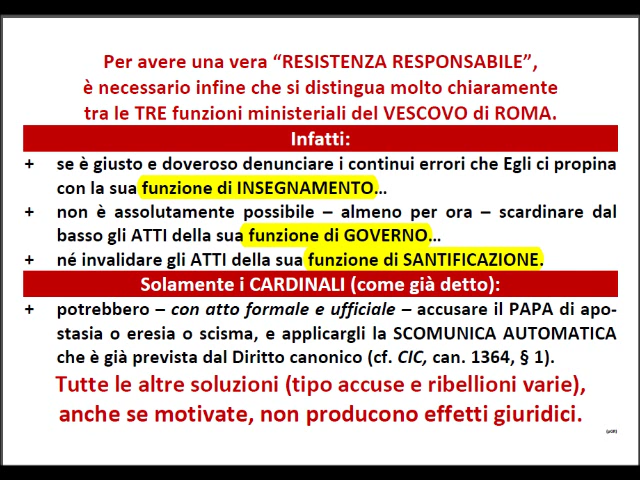 Per avere una vera “RESISTENZA RESPONSABILE”,
è necessario infine che si distingua molto chiaramente
tra le TRE funzioni ministeriali del VESCOVO di ROMA.
Infatti:
+ se è giusto e doveroso denunciare i continui errori che Egli ci propina
con la sua funzione di INSEGNAMENTO…
+ non è assolutamente possibile – almeno per ora – scardinare dal
basso gli ATTI della sua funzione di GOVERNO…
+ né invalidare gli ATTI della sua funzione di SANTIFICAZIONE.
Solamente i CARDINALI (come già detto):
+ potrebbero – con atto formale e ufficiale – accusare il PAPA di apo-
stasia o eresia o scisma, e applicargli la SCOMUNICA AUTOMATICA
che è già prevista dal Diritto canonico (cf. CIC, can. 1364, § 1).
Tutte le altre soluzioni (tipo accuse e ribellioni varie),
anche se motivate, non producono effetti giuridici.